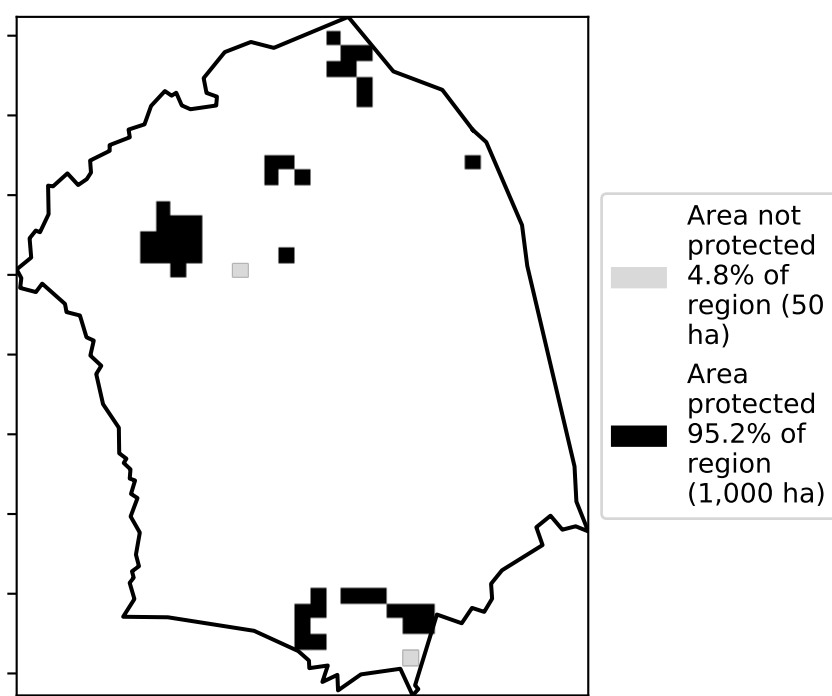 Area not
protected
4.8% of
region (50
ha)
Area
protected
95.2% of
region
(1,000 ha)